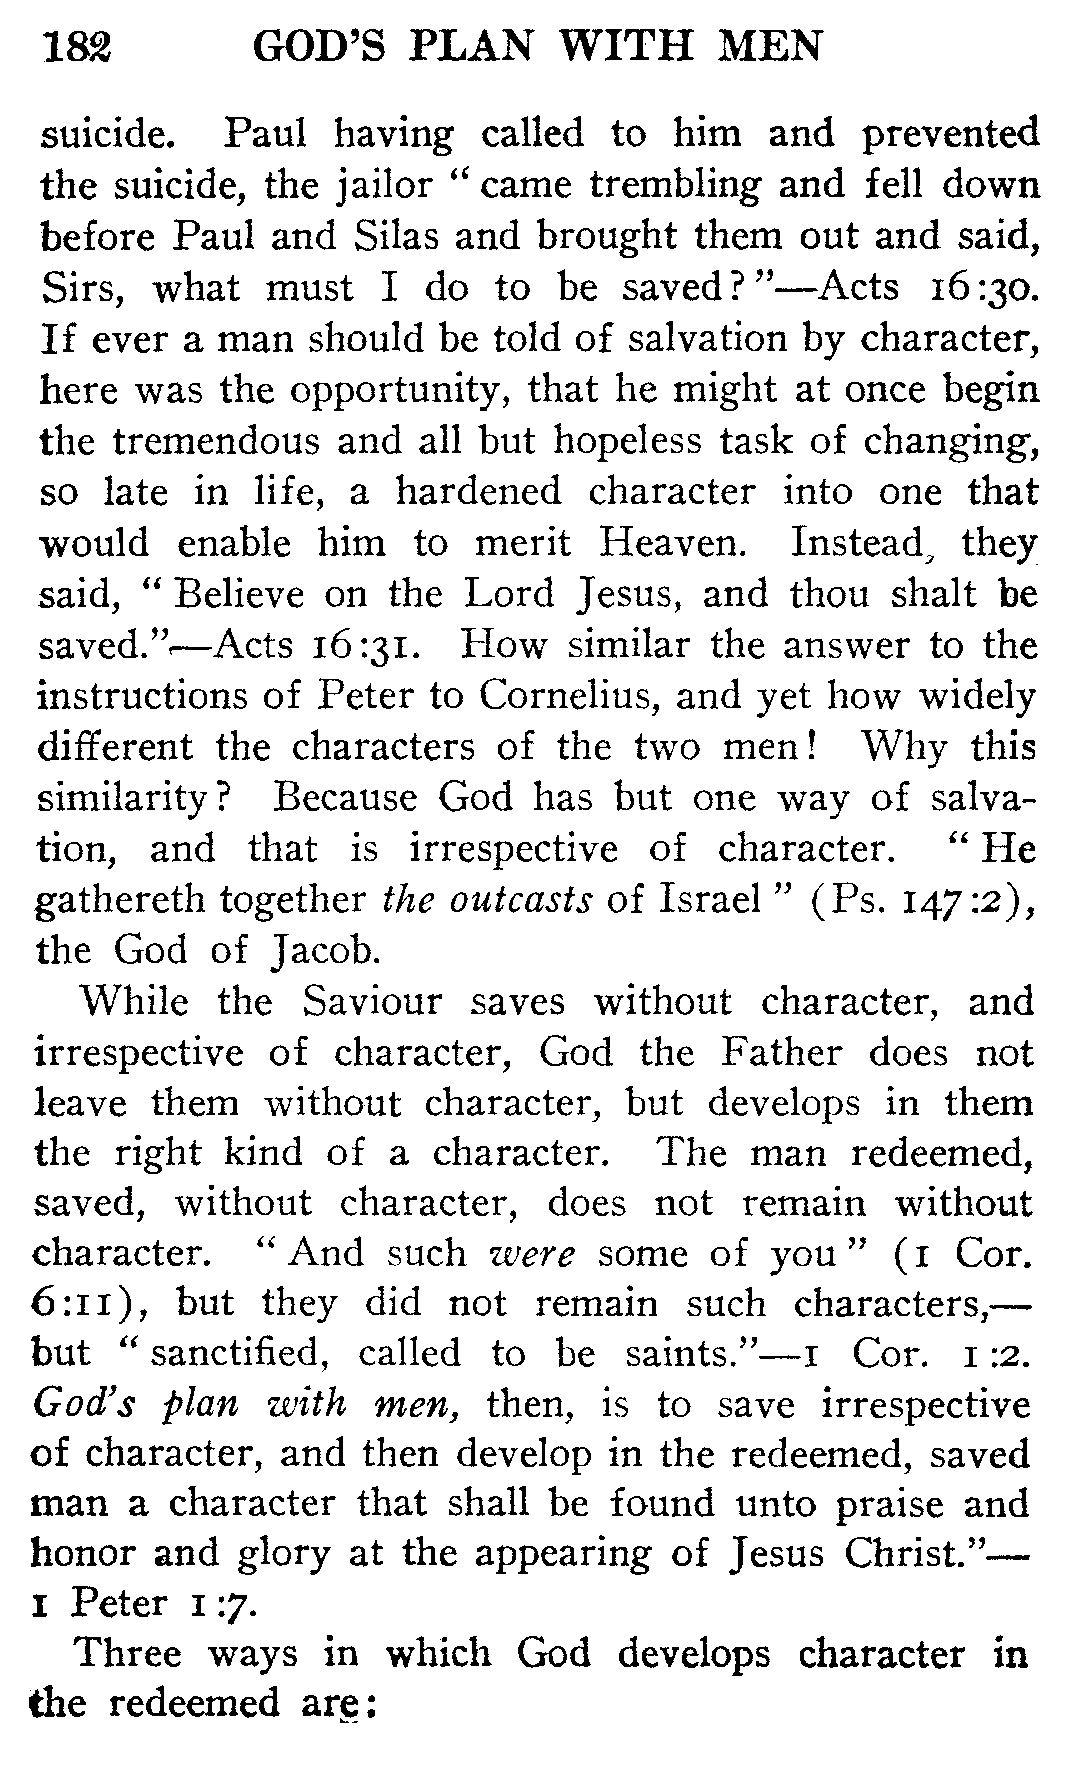 182 GOD'S PLAN WITH MEN
suicide. Paul having called to him and prevented
the suicide, the jailor " came trembling and fell down
before Paul and Silas and brought them out and said,
Sirs, what must I do to be saved? "—Acts 16:30.
If ever a man should be told of salvation by character,
here was the opportunity, that he might at once begin
the tremendous and all but hopeless task of changing,
so late in life, a hardened character into one that
would enable him to merit Heaven. Instead, they
said, " Believe on the Lord Jesus, and thou shalt be
saved."—Acts 16:31. How similar the answer to the
instructions of Peter to Cornelius, and yet how widely
different the characters of the two men! Why this
similarity? Because God has but one way of salva-
tion, and that is irrespective of character. " He
gathereth together the outcasts of Israel " (Ps. 147:2),
the God of Jacob.
While the Saviour saves without character, and
irrespective of character, God the Father does not
leave them without character, but develops in them
the right kind of a character. The man redeemed,
saved, without character, does not remain without
character. " And such were some of you " (1 Cor.
6:11), but they did not remain such characters,—
but " sanctified, called to be saints."—1 Cor. 1:2.
God's plan with men, then, is to save irrespective
of character, and then develop in the redeemed, saved
man a character that shall be found unto praise and
honor and glory at the appearing of Jesus Christ."—
1 Peter 1:7.
Three ways in which God develops character in
the redeemed are: